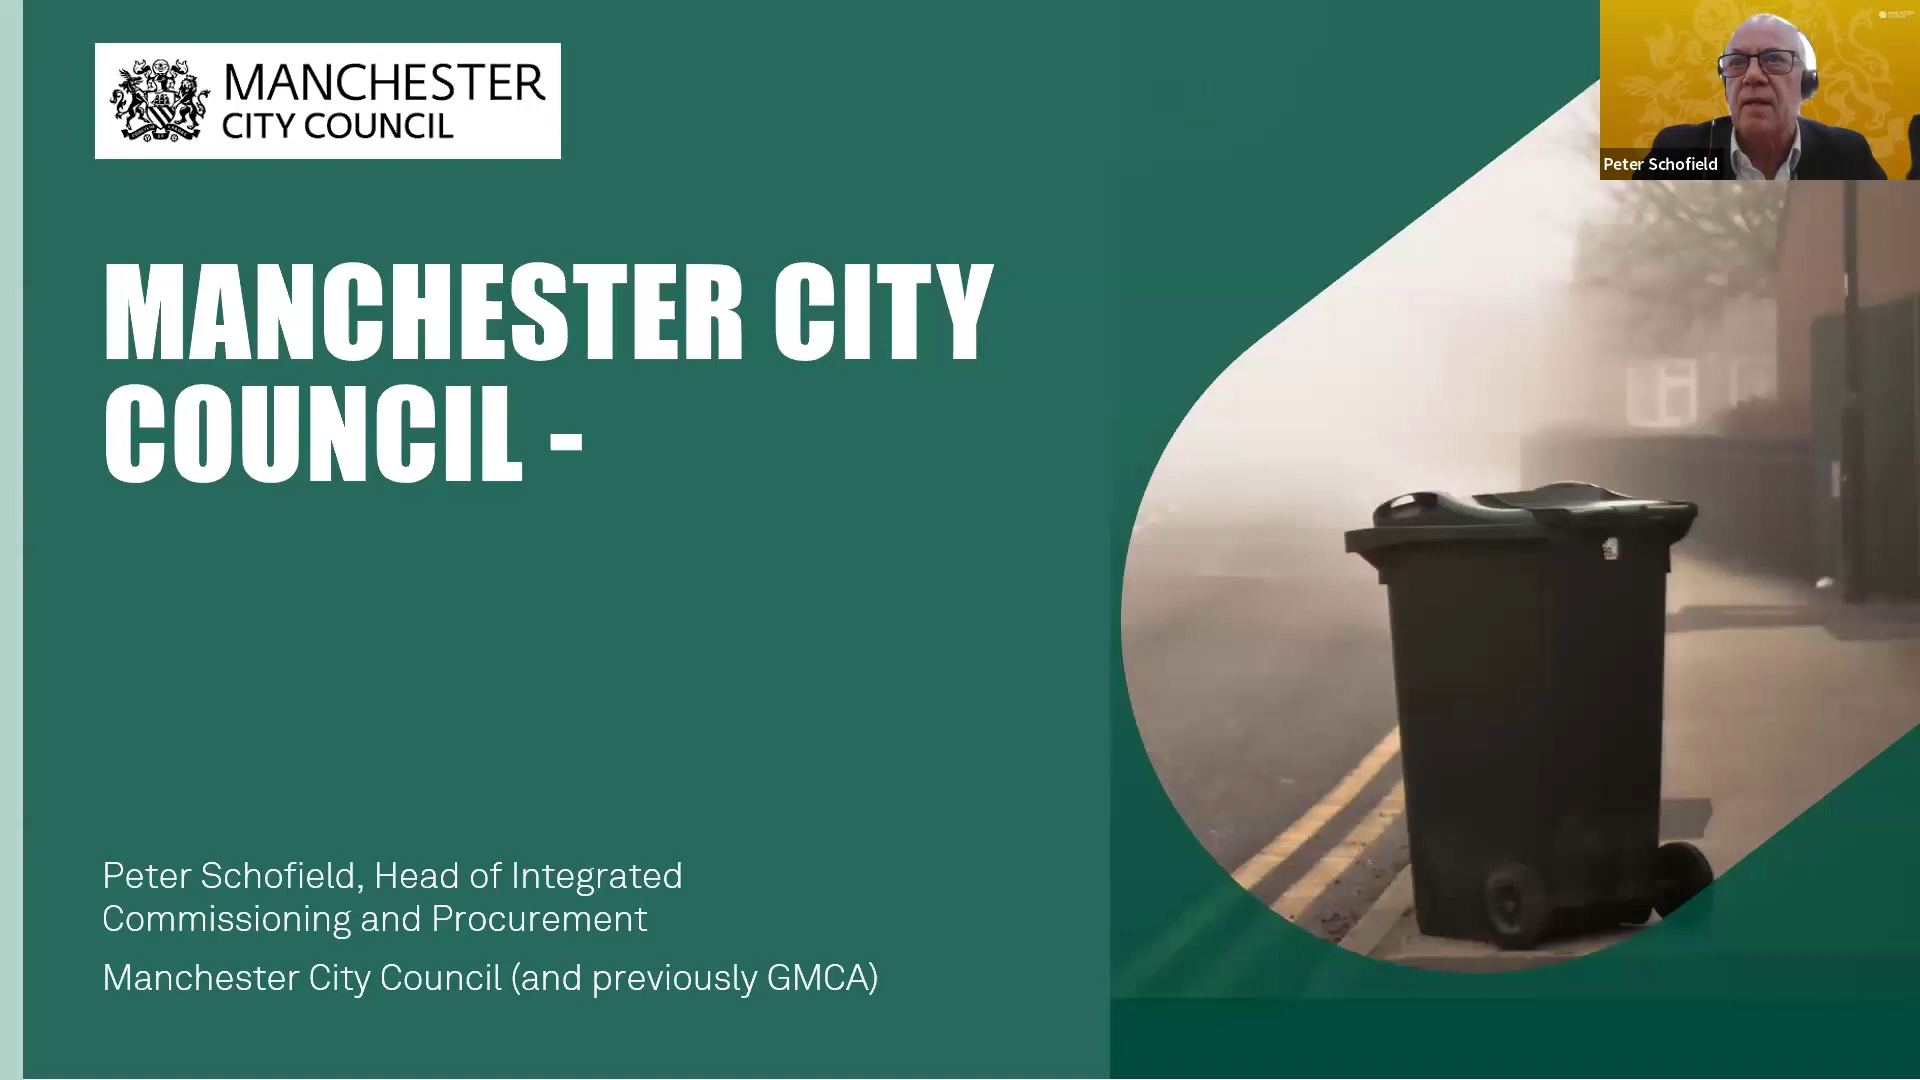 MANCHESTER
CITY COUNCIL
Peter Schofield
MANCHESTER CITY
COUNCIL -
Peter Schofield, Head of Integrated
Commissioning and Procurement
Manchester City Council (and previously GMCA)